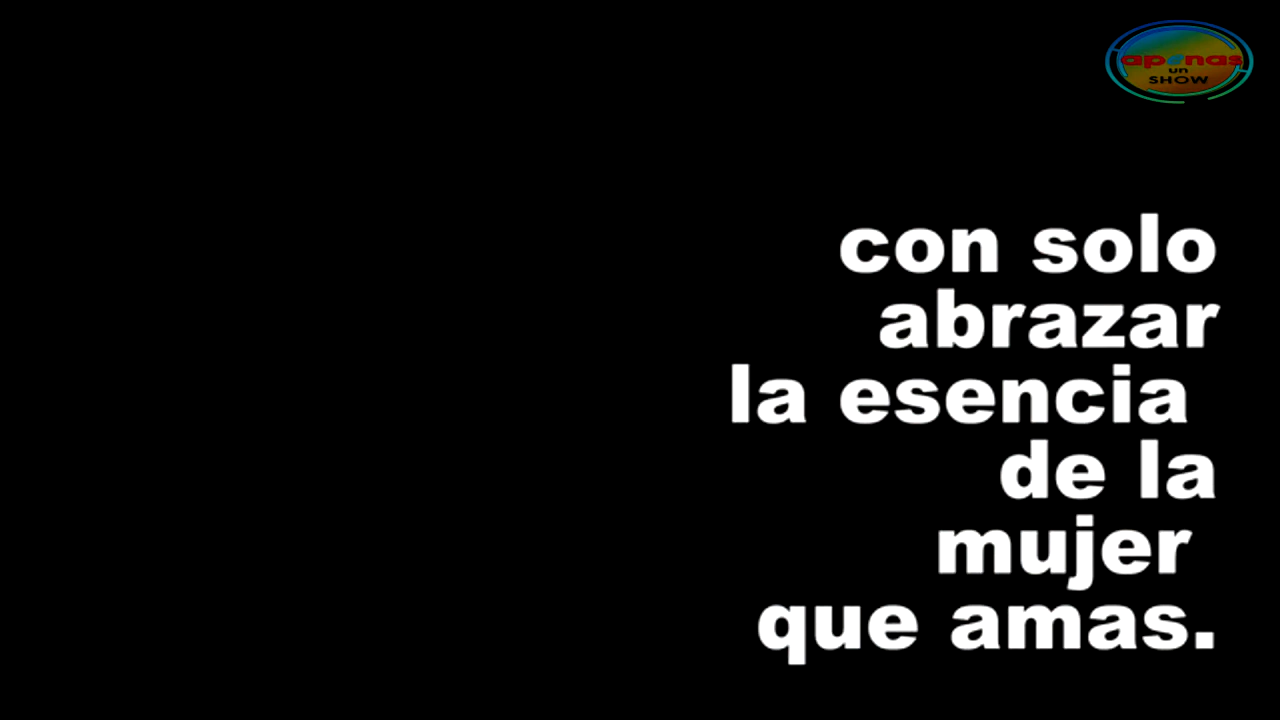 apenas
un
SHOW
con solo
abrazar
la esencia
de la
mujer
que amas.